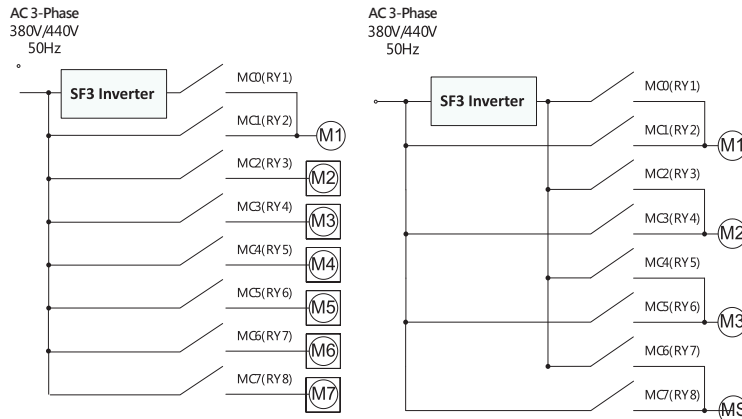 AC 3-Phase
380V/440V
50Hz
SF3 Inverter
MC0(RY1)
MC1(RY2)
M1
MC2(RY3)
M2
MC3(RY4)
M3
MC4(RY5)
M4
MC5(RY6)
M5
MC6(RY7)
M6
MC7(RY8)
M7
AC 3-Phase
380V/440V
50Hz
SF3 Inverter
MC0(RY1)
MC1(RY2)
M1
MC2(RY3)
MC3(RY4)
M2
MC4(RY5)
MC5(RY6)
M3
MC6(RY7)
MC7(RY8)